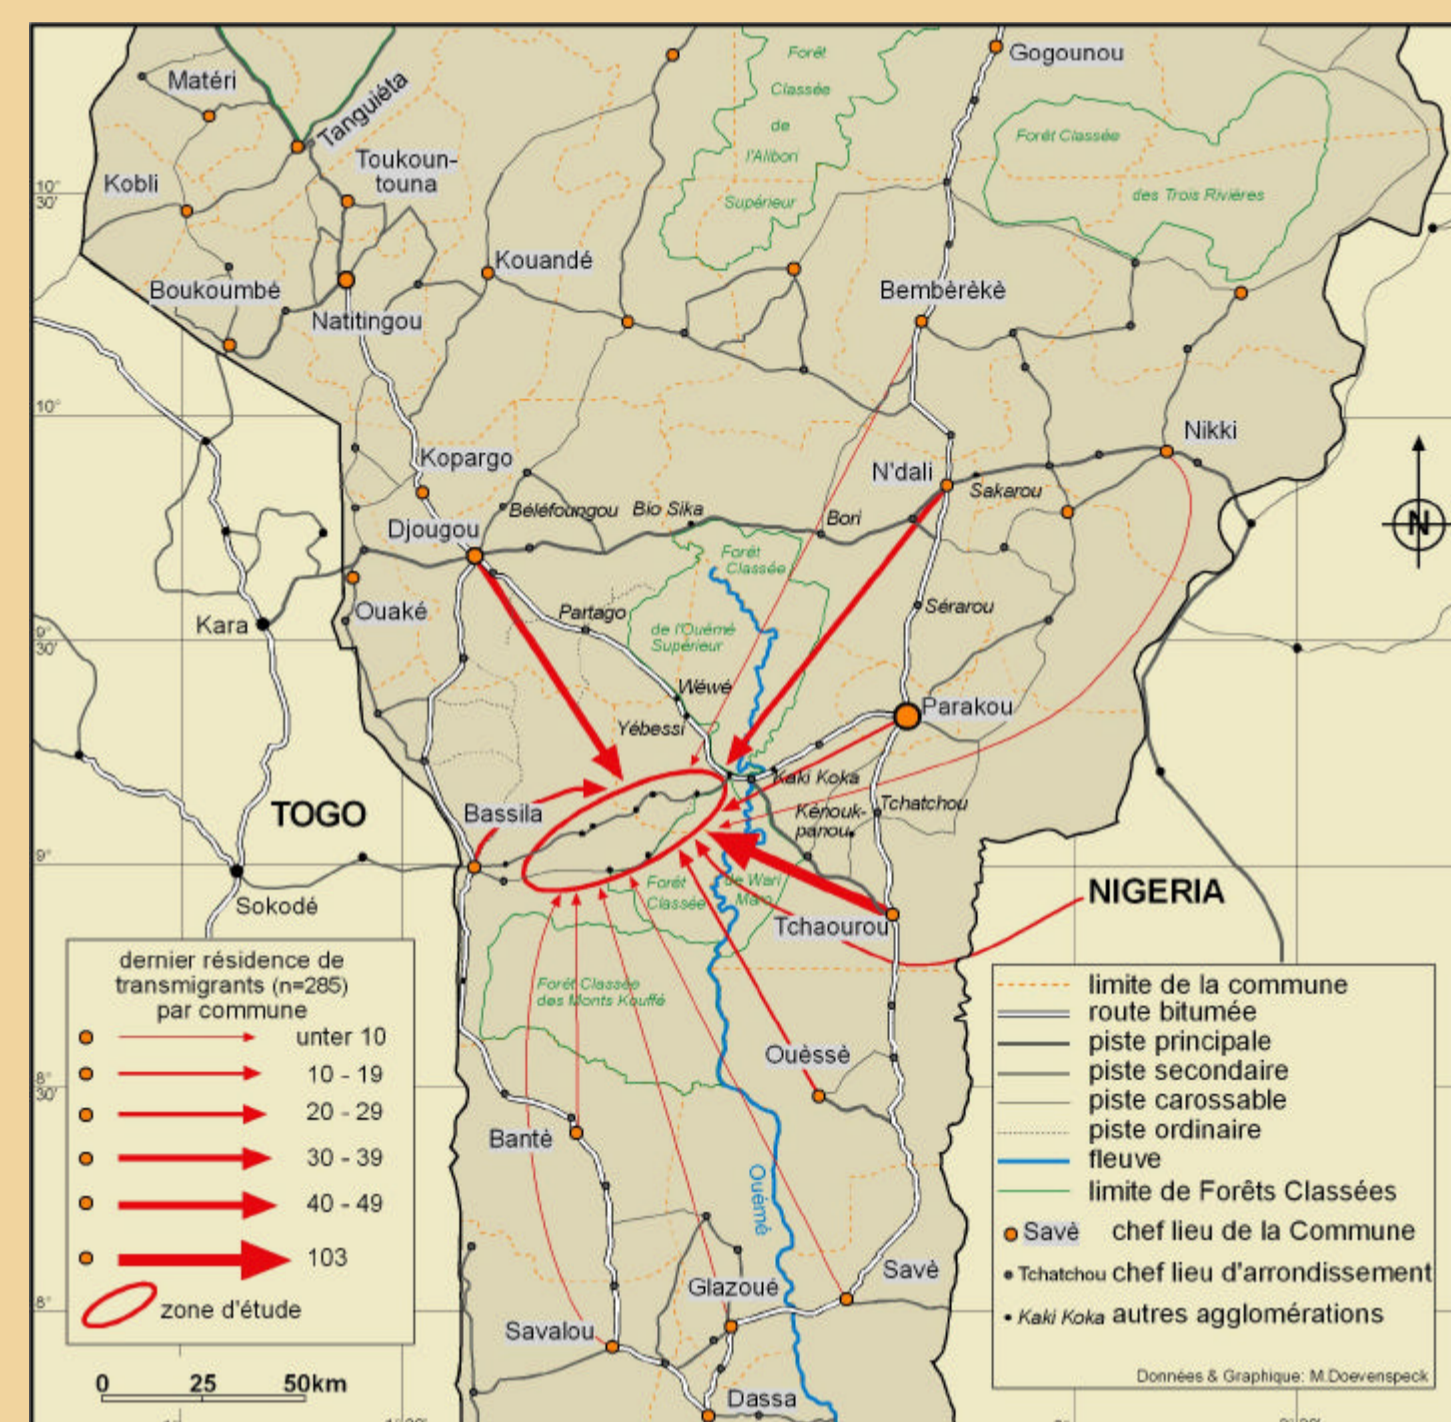 Gogounou
Forêt
Classée
de
l'Alibori
Supérieur
Matéri
Tanguiéta
Forêt Classée
des Trois Rivières
Toukoun-
touna
Kobli
10°
30'
Kouandé
Boukoumbé
Bembèrèkè
Natitingou
10°
Nikki
Kopargo
N'dali
Sakarou
Béléfoungou
Bio Sika
Bori
Djougou
N
Forêt
Classée
Ouaké
Partago
Sérarou
Kara
9°
30'
de l'Ouémé
Supérieur
Wéwé
Parakou
Yébessi
Kaki Koka
TOGO
Bassila
Kénouk-
panou
Tchatchou
9°
Sokodé
Forêt
Classée
de Wari
Maro
NIGERIA
Tchaourou
dernier résidence de
transmigrants (n=285)
par commune
unter 10
10 - 19
20 - 29
30 - 39
40 - 49
103
zone d'étude
Forêt Classée
des Monts Kouffé
Ouèssè
8°
30'
Bantè
Ouémé
Savè
Glazoué
8°
Savalou
Dassa
0 25 50km
limite de la commune
route bitumée
piste principale
piste secondaire
piste carossable
piste ordinaire
fleuve
limite de Forêts Classées
Savè chef lieu de la Commune
Tchatchou chef lieu d'arrondissement
Kaki Koka autres agglomérations
Données & Graphique: M.Doevenspeck